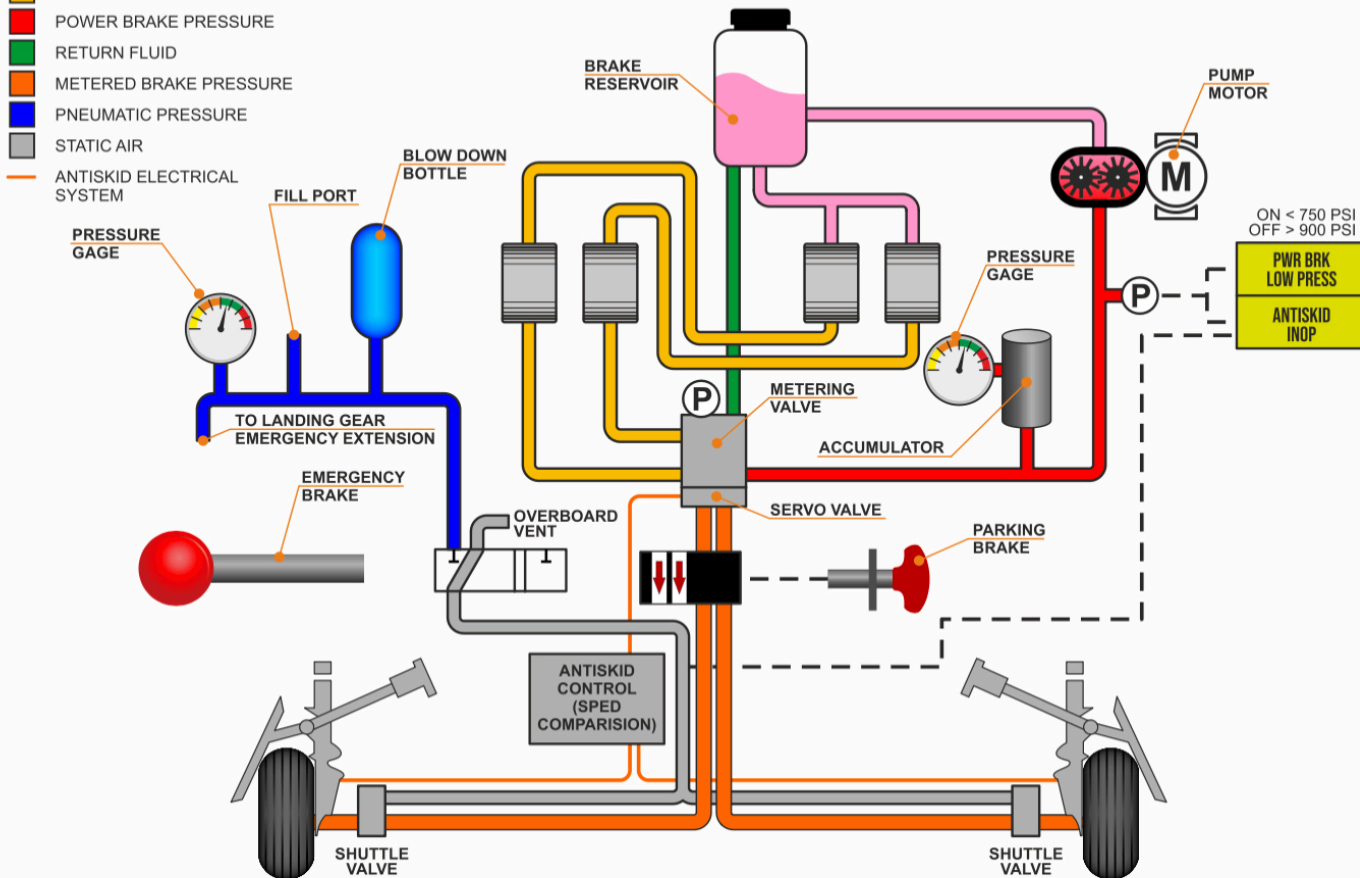 POWER BRAKE PRESSURE
RETURN FLUID
METERED BRAKE PRESSURE
PNEUMATIC PRESSURE
STATIC AIR
ANTISKID ELECTRICAL
SYSTEM
PRESSURE
GAGE
FILL PORT
BLOW DOWN
BOTTLE
BRAKE
RESERVOIR
PUMP
MOTOR
M
ON < 750 PSI
OFF > 900 PSI
PWR BRK
LOW PRESS
ANTISKID
INOP
P
PRESSURE
GAGE
TO LANDING GEAR
EMERGENCY EXTENSION
P
METERING
VALVE
ACCUMULATOR
EMERGENCY
BRAKE
OVERBOARD
VENT
SERVO VALVE
PARKING
BRAKE
ANTISKID
CONTROL
(SPED
COMPARISION)
SHUTTLE
VALVE
SHUTTLE
VALVE